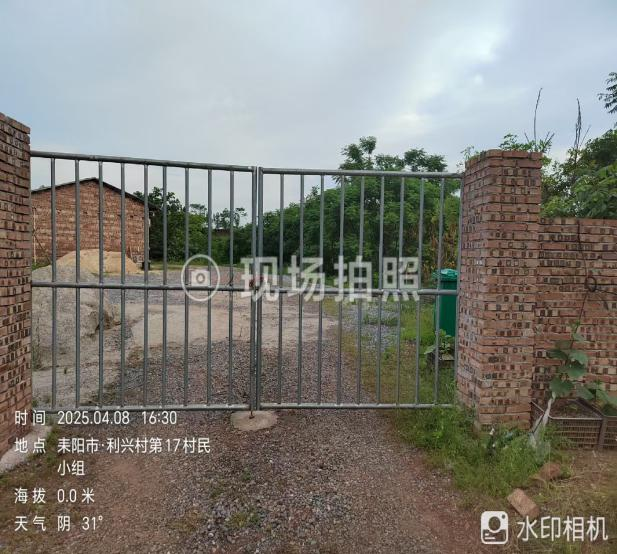 现场拍照
时间 2025.04.08 16:30
地点 耒阳市·利兴村第17村民
小组
海拔 0.0 米
天气 阴 31°
水印相机